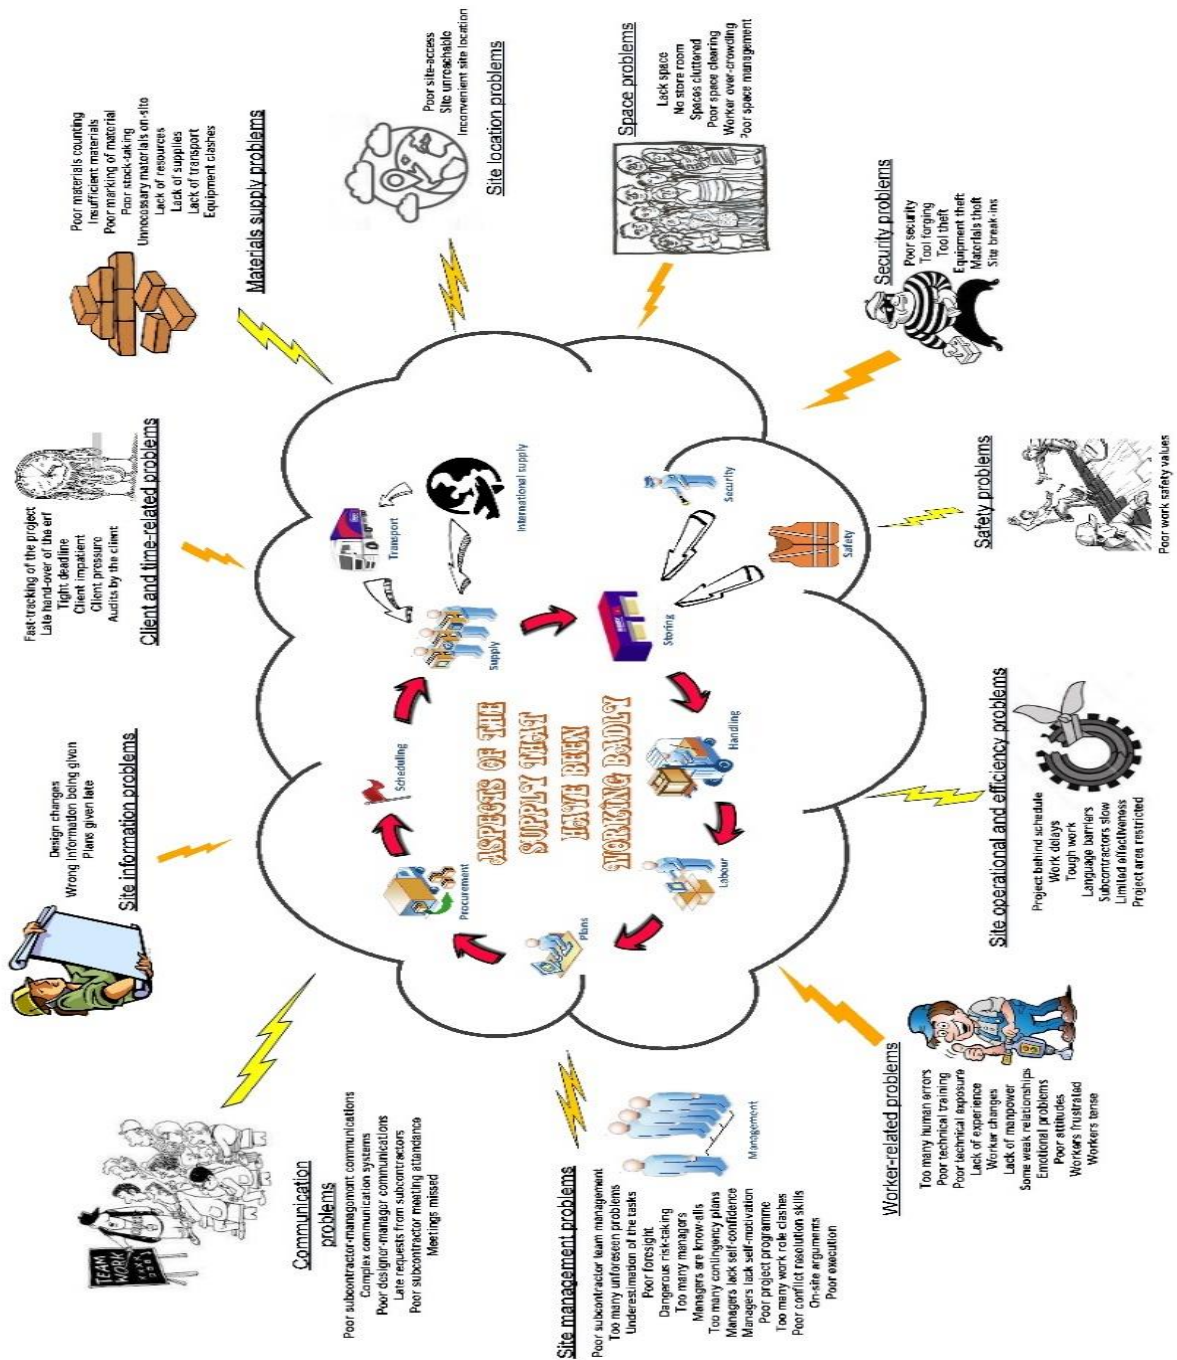 TEAM
WORK
Communication
problems
Poor subcontractor-management communications
Complex communication systems
Poor designor-manager communications
Late requests from subcontractors
Poor subcontractor meeting attendance
Meetings missed
Design changes
Wrong information being given
Plans given late
Site information problems
Fast-tracking of the project
Late hand-over of the erf
Tight deadline
Client impatient
Client pressure
Audits by the client
Client and time-related problems
Poor materials counting
Insufficient materials
Poor marking of material
Poor stock-taking
Unnecessary materials on-site
Lack of resources
Lack of supplies
Lack of transport
Equipment clashes
Materials supply problems
Poor site-access
Site unreachable
Inconvenient site location
Site location problems
Procurement
Scheduling
Supply
Transport
International supply
ASPECTS OF THE
SUPPLY THAT
HAVE BEEN
WORKING BADLY
Plans
Labour
Handling
Storing
Security
Safety
Site management problems
Poor subcontractor team management
Too many unforeseen problems
Underestimation of the tasks
Poor foresight
Dangerous risk-taking
Too many managers
Managers are know-alls
Too many contingency plans
Managers lack self-confidence
Managers lack self-motivation
Poor project programme
Too many work role clashes
Poor conflict resolution skills
On-site arguments
Poor execution
Management
Space problems
Lack space
No store room
Spaces cluttered
Poor space clearing
Worker over-crowding
Poor space management
Worker-related problems
Too many human errors
Poor technical training
Poor technical exposure
Lack of experience
Worker changes
Lack of manpower
Some weak relationships
Emotional problems
Poor attitudes
Workers frustrated
Workers tense
Site operational and efficiency problems
Project behind schedule
Work delays
Tough work
Language barriers
Subcontractors slow
Limited effectiveness
Project area restricted
Safety problems
Poor work safety values
Security problems
Poor security
Tool forging
Tool theft
Equipment theft
Materials theft
Site break-ins